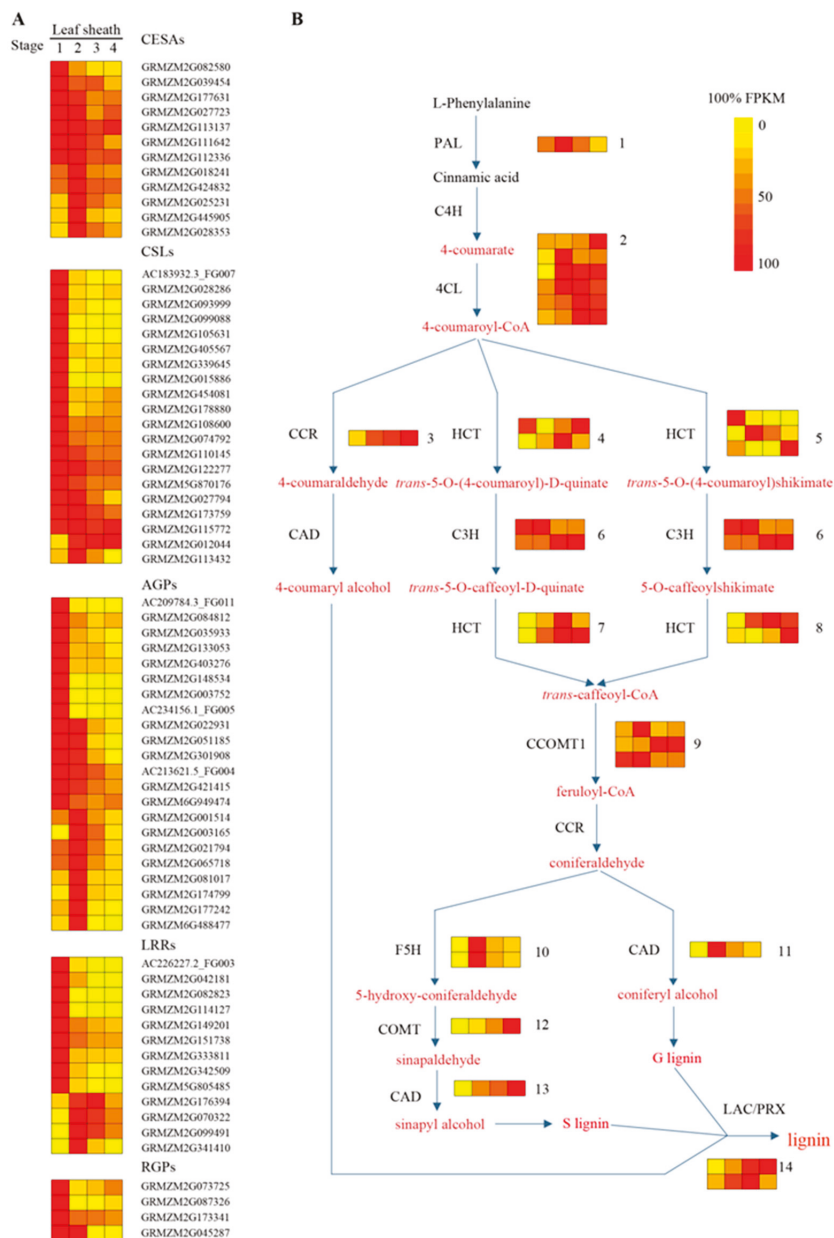 A
Leaf sheath
Stage 1 2 3 4
CESAs
GRMZM2G082580
GRMZM2G039454
GRMZM2G177631
GRMZM2G027723
GRMZM2G113137
GRMZM2G111642
GRMZM2G112336
GRMZM2G018241
GRMZM2G424832
GRMZM2G025231
GRMZM2G445905
GRMZM2G028353
CSLs
AC183932.3_FG007
GRMZM2G028286
GRMZM2G093999
GRMZM2G099088
GRMZM2G105631
GRMZM2G405567
GRMZM2G339645
GRMZM2G015886
GRMZM2G454081
GRMZM2G178880
GRMZM2G108600
GRMZM2G074792
GRMZM2G110145
GRMZM2G122277
GRMZM5G870176
GRMZM2G027794
GRMZM2G173759
GRMZM2G115772
GRMZM2G012044
GRMZM2G113432
AGPs
AC209784.3_FG011
GRMZM2G084812
GRMZM2G035933
GRMZM2G133053
GRMZM2G403276
GRMZM2G148534
GRMZM2G003752
AC234156.1_FG005
GRMZM2G022931
GRMZM2G051185
GRMZM2G301908
AC213621.5_FG004
GRMZM2G421415
GRMZM6G949474
GRMZM2G001514
GRMZM2G003165
GRMZM2G021794
GRMZM2G065718
GRMZM2G081017
GRMZM2G174799
GRMZM2G177242
GRMZM6G488477
LRRs
AC226227.2_FG003
GRMZM2G042181
GRMZM2G082823
GRMZM2G114127
GRMZM2G149201
GRMZM2G151738
GRMZM2G333811
GRMZM2G342509
GRMZM5G805485
GRMZM2G176394
GRMZM2G070322
GRMZM2G099491
GRMZM2G341410
RGPs
GRMZM2G073725
GRMZM2G087326
GRMZM2G173341
GRMZM2G045287
B
100% FPKM
0
50
100
L-Phenylalanine
PAL 1
Cinnamic acid
C4H
4-coumarate 2
4CL
4-coumaroyl-CoA
CCR 3 HCT 4 HCT 5
4-coumaraldehyde trans-5-O-(4-coumaroyl)-D-quinate trans-5-O-(4-coumaroyl)shikimate
CAD C3H 6 C3H 6
4-coumaryl alcohol trans-5-O-caffeoyl-D-quinate 5-O-caffeoylshikimate
HCT 7 HCT 8
trans-caffeoyl-CoA
CCOMT1 9
feruloyl-CoA
CCR
coniferaldehyde
F5H 10 CAD 11
5-hydroxy-coniferaldehyde coniferyl alcohol
COMT 12
sinapaldehyde G lignin
CAD 13
LAC/PRX
sinapyl alcohol S lignin lignin
14